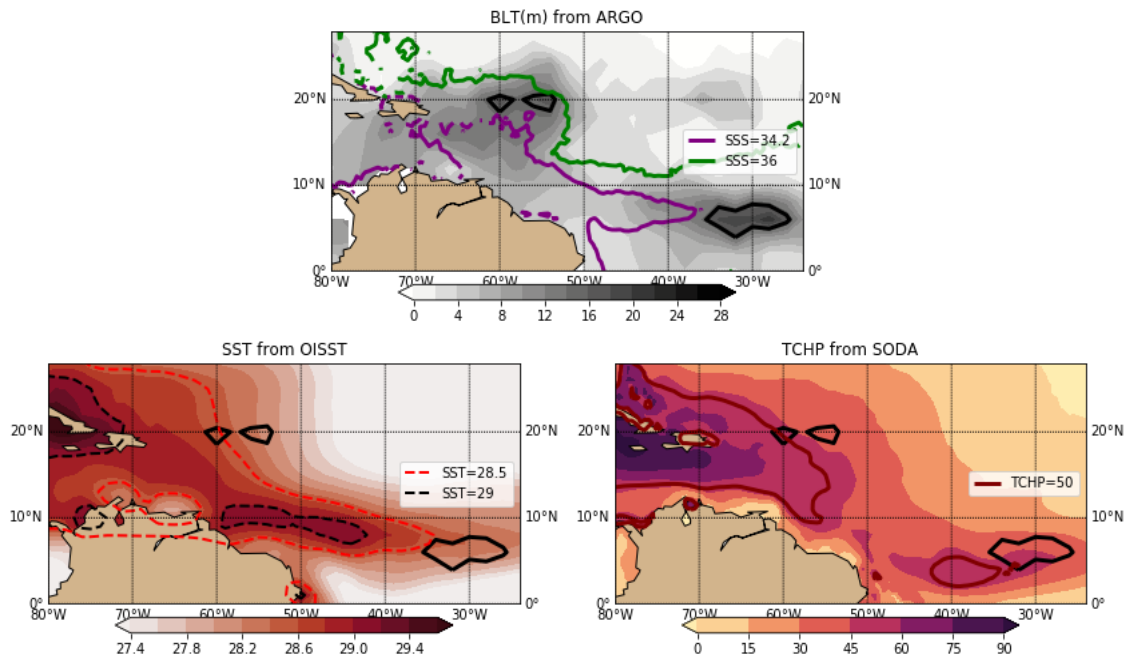 BLT(m) from ARGO
20°N
20°N
SSS=34.2
SSS=36
10°N
10°N
0°
0°
80°W 70°W 60°W 50°W 40°W 30°W
0 4 8 12 16 20 24 28
SST from OISST
20°N
20°N
SST=28.5
SST=29
10°N
10°N
0°
0°
80°W 70°W 60°W 50°W 40°W 30°W
27.4 27.8 28.2 28.6 29.0 29.4
TCHP from SODA
20°N
20°N
TCHP=50
10°N
10°N
0°
0°
80°W 70°W 60°W 50°W 40°W 30°W
0 15 30 45 60 75 90